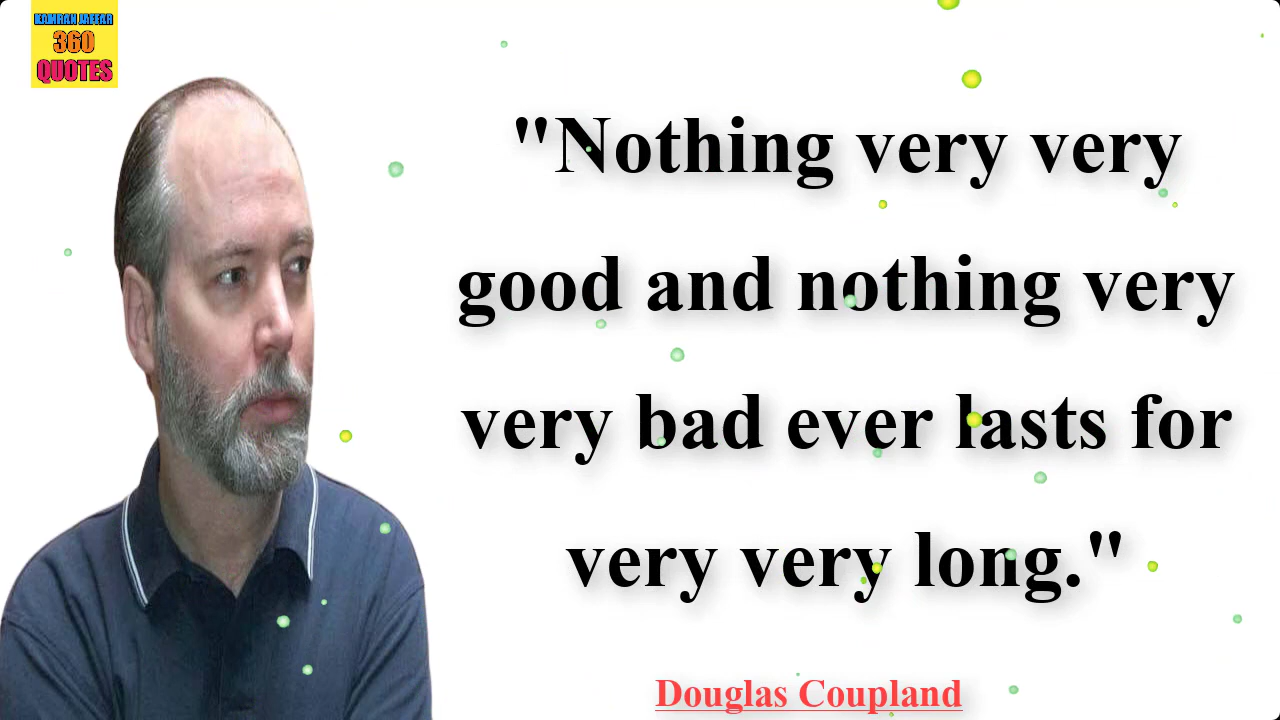 KAMRAN JAFFAR
360
QUOTES
"Nothing very very
good and nothing very
very bad ever lasts for
very very long."
Douglas Coupland